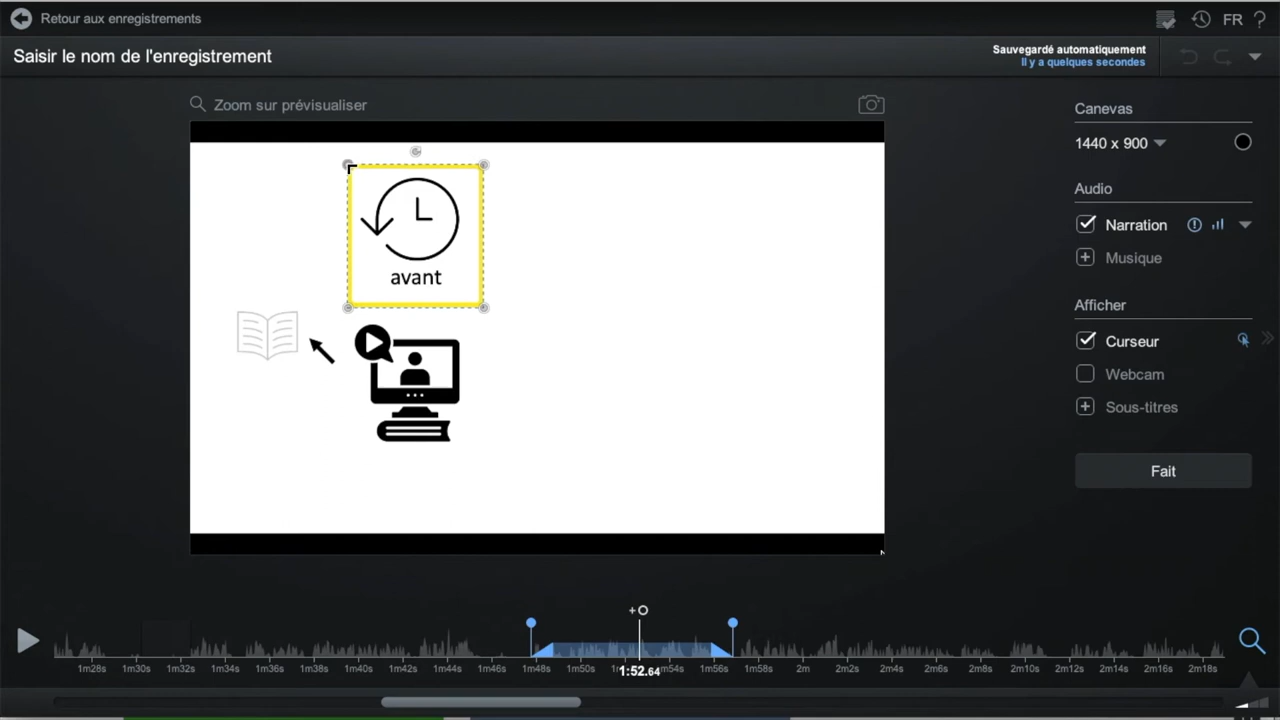 Retour aux enregistrements
FR ?
Saisir le nom de l'enregistrement
Sauvegardé automatiquement
Il y a quelques secondes
Zoom sur prévisualiser
Canevas
1440 x 900
Audio
Narration
Musique
avant
Afficher
Curseur
Webcam
Sous-titres
Fait
1m28s 1m30s 1m32s 1m34s 1m36s 1m38s 1m40s 1m42s 1m44s 1m46s 1m48s 1m50s 1:52.64 1m56s 1m58s 2m 2m2s 2m4s 2m6s 2m8s 2m10s 2m12s 2m14s 2m16s 2m18s